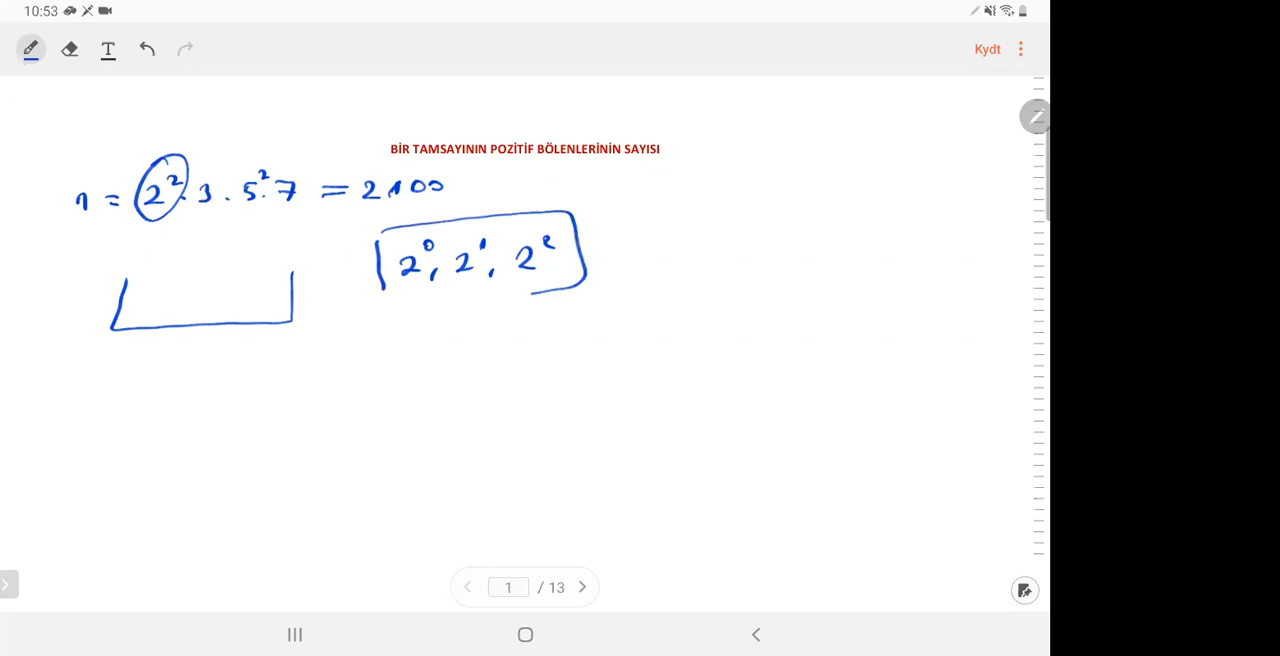 10:53
T
Kydt
BİR TAMSAYININ POZİTİF BÖLENLERİNİN SAYISI
n = 2². 3 . 5².7 = 2100
2⁰, 2¹, 2²
1 / 13